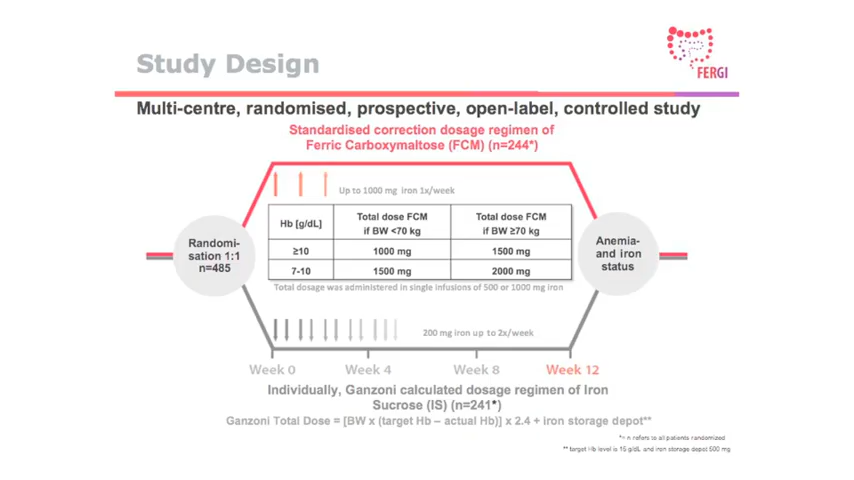 FERGI
Study Design
Multi-centre, randomised, prospective, open-label, controlled study
Standardised correction dosage regimen of
Ferric Carboxymaltose (FCM) (n=244*)
Up to 1000 mg iron 1x/week
Hb [g/dL]
Total dose FCM
if BW <70 kg
Total dose FCM
if BW ≥70 kg
≥10 1000 mg 1500 mg
7-10 1500 mg 2000 mg
Total dosage was administered in single infusions of 500 or 1000 mg iron
Randomi-
sation 1:1
n=485
Anemia-
and iron
status
200 mg iron up to 2x/week
Week 0 Week 4 Week 8 Week 12
Individually, Ganzoni calculated dosage regimen of Iron
Sucrose (IS) (n=241*)
Ganzoni Total Dose = [BW x (target Hb – actual Hb)] x 2.4 + iron storage depot**
*= n refers to all patients randomized
** target Hb level is 15 g/dL and iron storage depot 500 mg